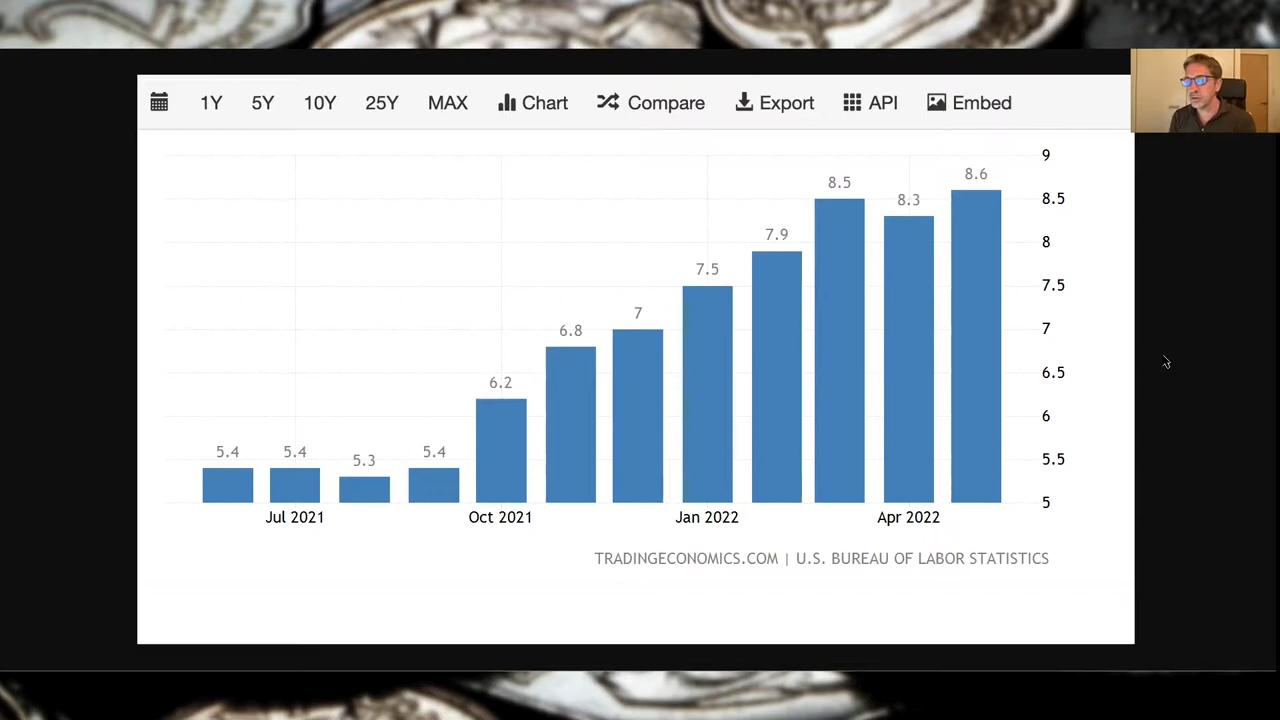 1Y 5Y 10Y 25Y MAX Chart Compare Export API Embed
9
8.5
8
7.5
7
6.5
6
5.5
5
5.4 5.4 5.3 5.4 6.2 6.8 7 7.5 7.9 8.5 8.3 8.6
Jul 2021 Oct 2021 Jan 2022 Apr 2022
TRADINGECONOMICS.COM | U.S. BUREAU OF LABOR STATISTICS